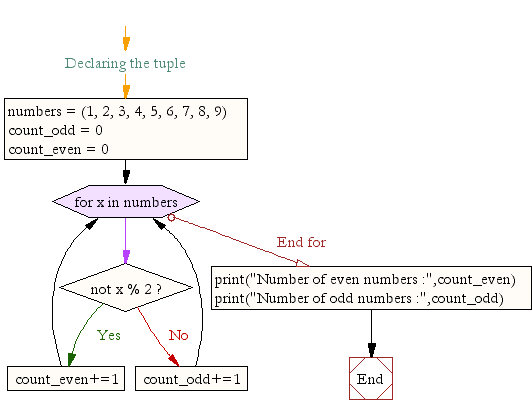 Declaring the tuple
numbers = (1, 2, 3, 4, 5, 6, 7, 8, 9)
count_odd = 0
count_even = 0
for x in numbers
End for
not x % 2 ?
print("Number of even numbers :",count_even)
print("Number of odd numbers :",count_odd)
Yes
No
count_even+=1
count_odd+=1
End